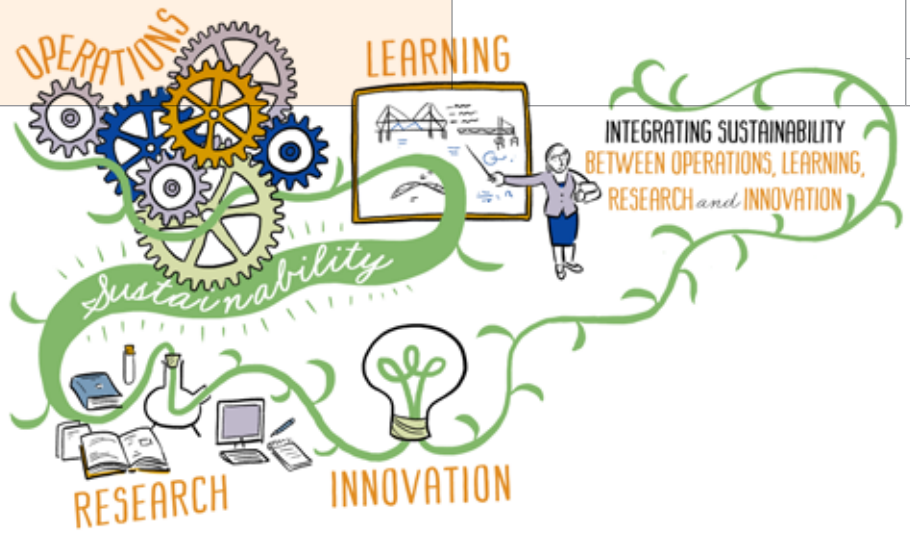 OPERATIONS
LEARNING
INTEGRATING SUSTAINABILITY
BETWEEN OPERATIONS, LEARNING,
RESEARCH and INNOVATION
Sustainability
RESEARCH
INNOVATION